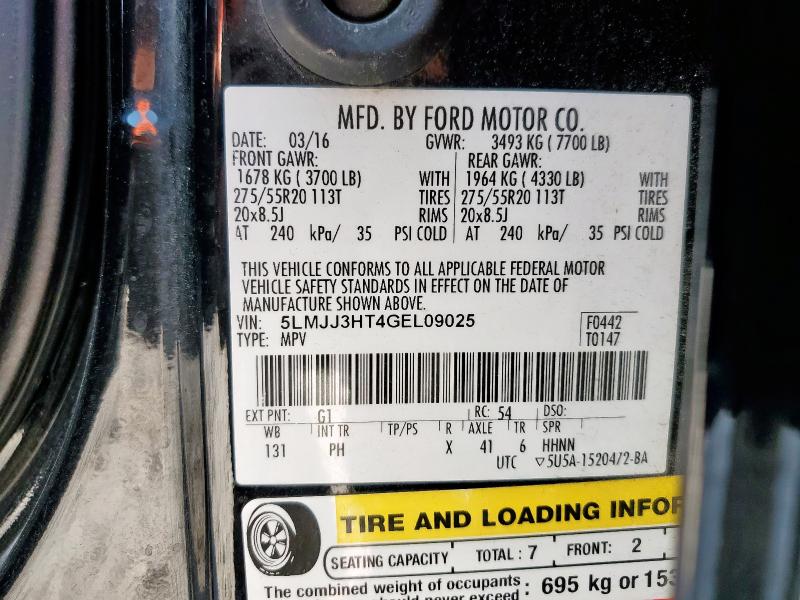 MFD. BY FORD MOTOR CO.
DATE: 03/16 GVWR: 3493 KG ( 7700 LB)
FRONT GAWR: REAR GAWR:
1678 KG ( 3700 LB) WITH 1964 KG ( 4330 LB) WITH
275/55R20 113T TIRES 275/55R20 113T TIRES
20x8.5J RIMS 20x8.5J RIMS
AT 240 kPa/ 35 PSI COLD AT 240 kPa/ 35 PSI COLD
THIS VEHICLE CONFORMS TO ALL APPLICABLE FEDERAL MOTOR
VEHICLE SAFETY STANDARDS IN EFFECT ON THE DATE OF
MANUFACTURE SHOWN ABOVE.
VIN: 5LMJJ3HT4GEL09025 F0442
TYPE: MPV T0147
EXT PNT: G1 RC: 54 DSO:
WB INT TR TP/PS R AXLE TR SPR
131 PH X 41 6 HHNN
UTC ▽5U5A-15204/2-BA
TIRE AND LOADING INFOR
SEATING CAPACITY TOTAL : 7 FRONT: 2
The combined weight of occupants : 695 kg or 153
should never exceed